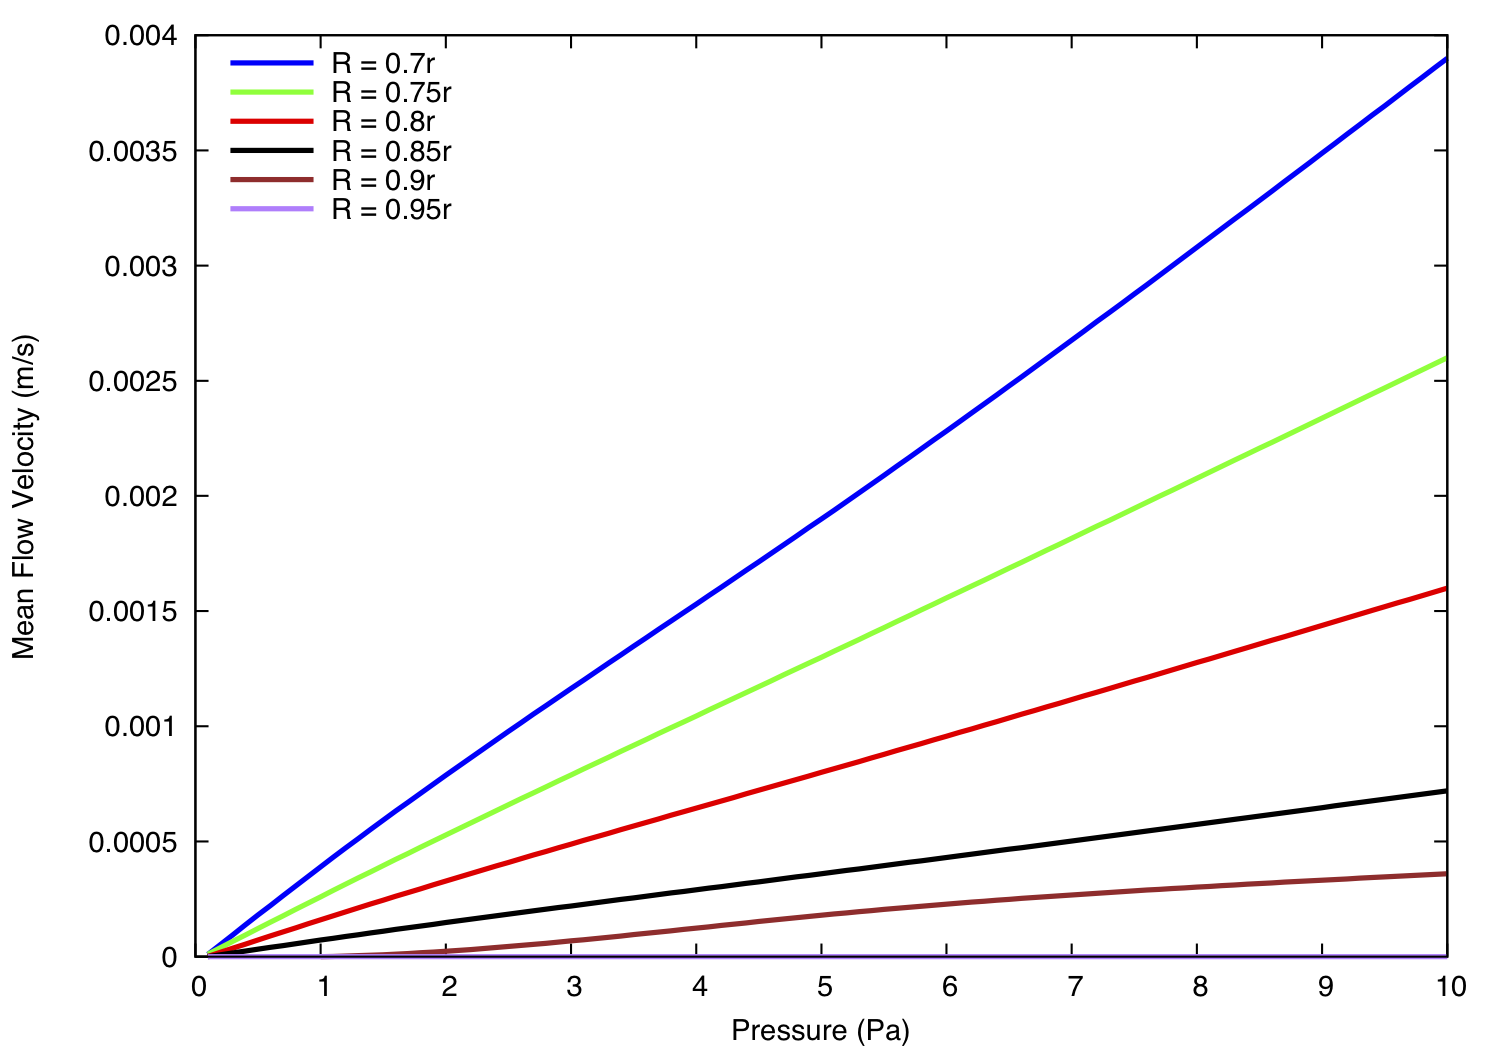 0.004
0.0035
0.003
0.0025
0.002
0.0015
0.001
0.0005
0
R = 0.7r
R = 0.75r
R = 0.8r
R = 0.85r
R = 0.9r
R = 0.95r
Mean Flow Velocity (m/s)
0 1 2 3 4 5 6 7 8 9 10
Pressure (Pa)